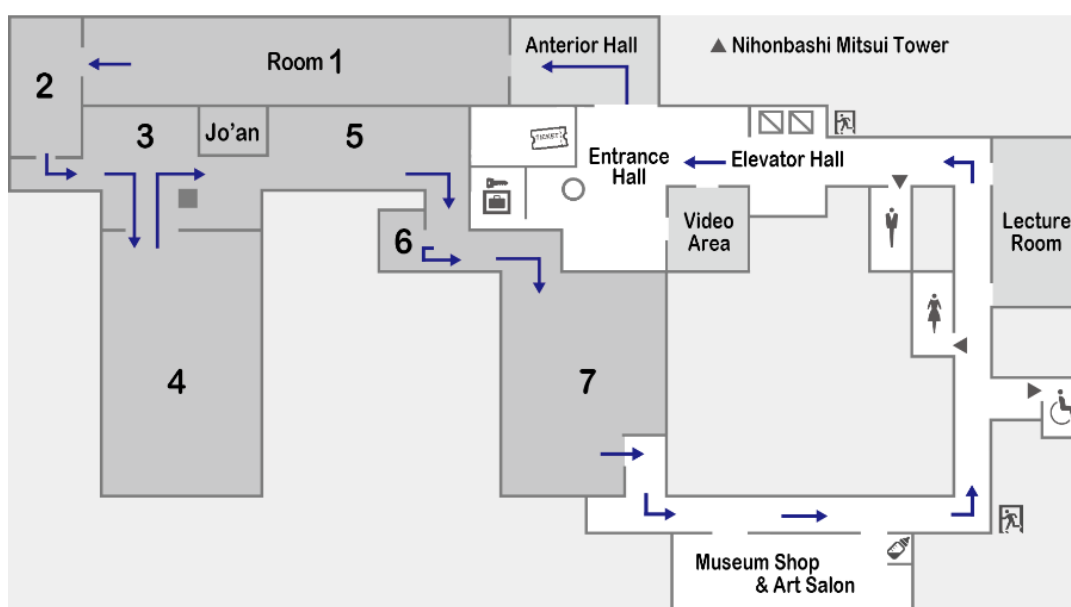 Anterior Hall
▲ Nihonbashi Mitsui Tower
Room 1
2
3
Jo'an
5
TICKET
Entrance
Hall
Elevator Hall
Video
Area
Lecture
Room
6
4
7
Museum Shop
& Art Salon